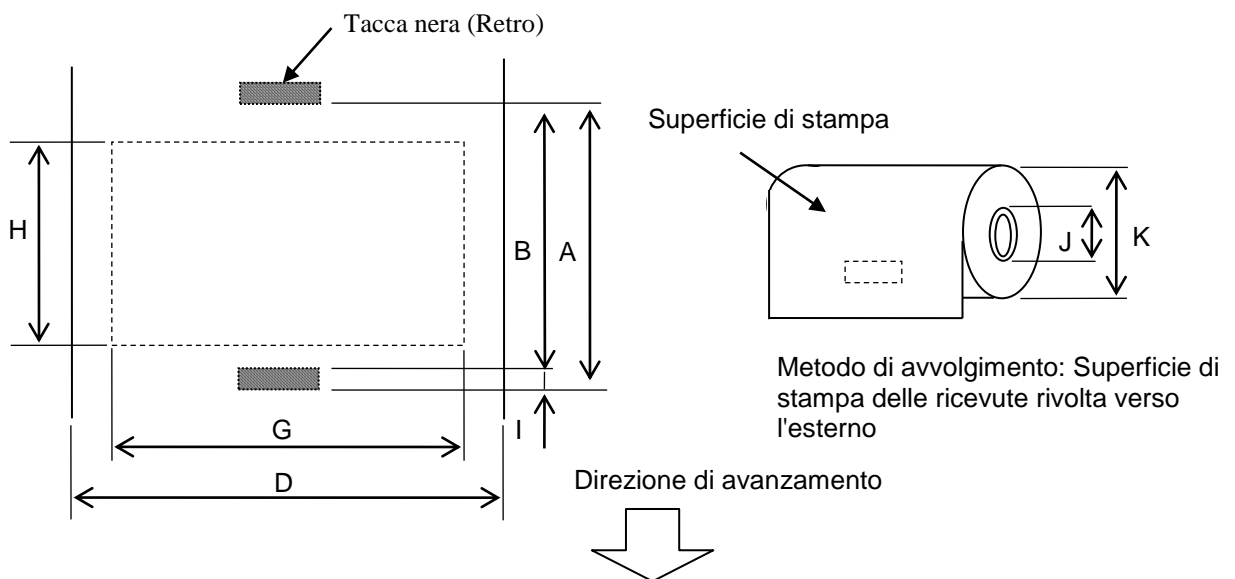 Tacca nera (Retro)
Superficie di stampa
H
B
A
J
K
Metodo di avvolgimento: Superficie di
stampa delle ricevute rivolta verso
l'esterno
G
I
D
Direzione di avanzamento